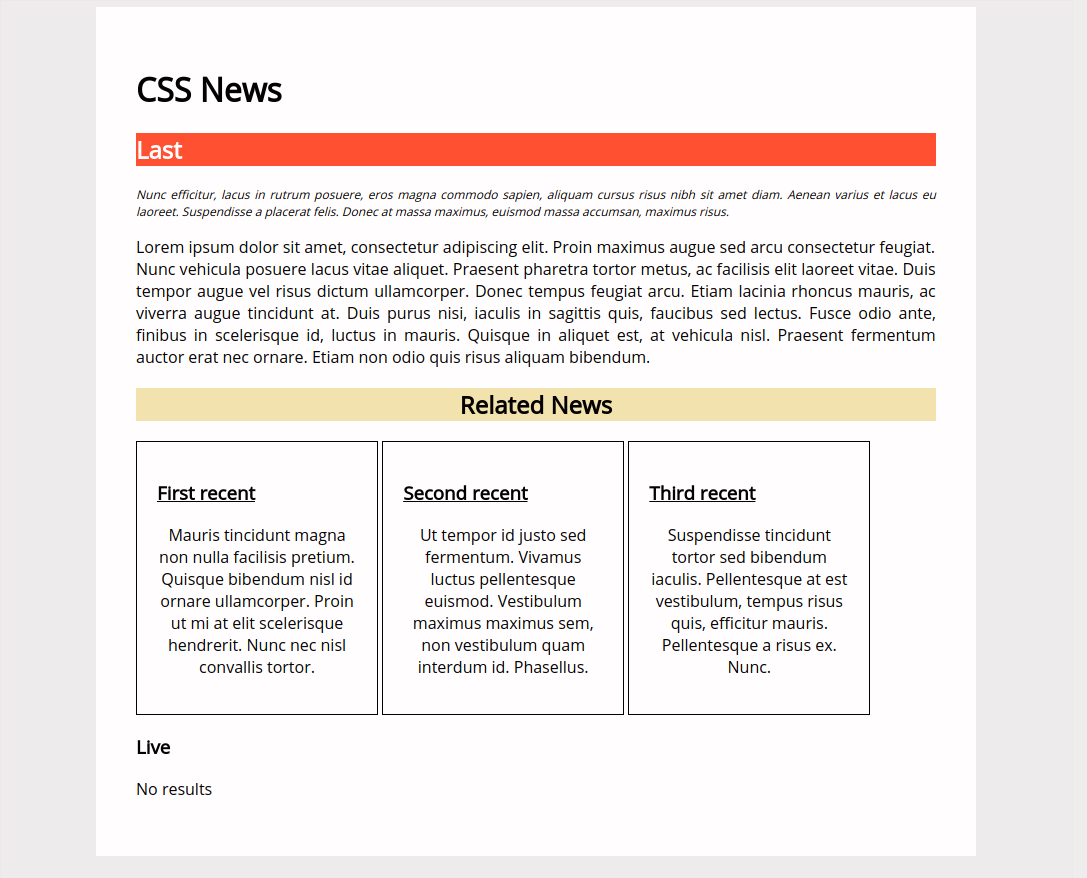 CSS News
Last
Nunc efficitur, lacus in rutrum posuere, eros magna commodo sapien, aliquam cursus risus nibh sit amet diam. Aenean varius et lacus eu
laoreet. Suspendisse a placerat felis. Donec at massa maximus, euismod massa accumsan, maximus risus.
Lorem ipsum dolor sit amet, consectetur adipiscing elit. Proin maximus augue sed arcu consectetur feugiat.
Nunc vehicula posuere lacus vitae aliquet. Praesent pharetra tortor metus, ac facilisis elit laoreet vitae. Duis
tempor augue vel risus dictum ullamcorper. Donec tempus feugiat arcu. Etiam lacinia rhoncus mauris, ac
viverra augue tincidunt at. Duis purus nisi, iaculis in sagittis quis, faucibus sed lectus. Fusce odio ante,
finibus in scelerisque id, luctus in mauris. Quisque in aliquet est, at vehicula nisl. Praesent fermentum
auctor erat nec ornare. Etiam non odio quis risus aliquam bibendum.
Related News
First recent
Mauris tincidunt magna
non nulla facilisis pretium.
Quisque bibendum nisl id
ornare ullamcorper. Proin
ut mi at elit scelerisque
hendrerit. Nunc nec nisl
convallis tortor.
Second recent
Ut tempor id justo sed
fermentum. Vivamus
luctus pellentesque
euismod. Vestibulum
maximus maximus sem,
non vestibulum quam
interdum id. Phasellus.
Third recent
Suspendisse tincidunt
tortor sed bibendum
iaculis. Pellentesque at est
vestibulum, tempus risus
quis, efficitur mauris.
Pellentesque a risus ex.
Nunc.
Live
No results